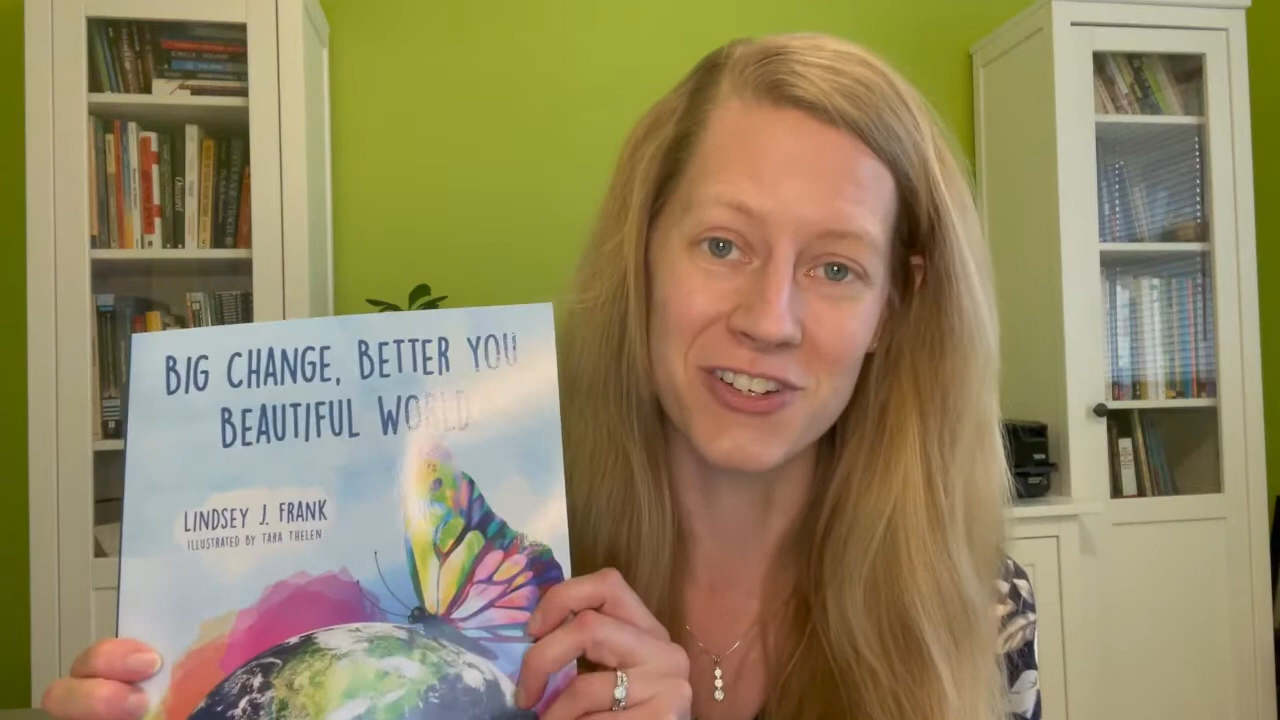 BIG CHANGE, BETTER YOU
BEAUTIFUL WORLD
LINDSEY J. FRANK
ILLUSTRATED BY TARA THELEN